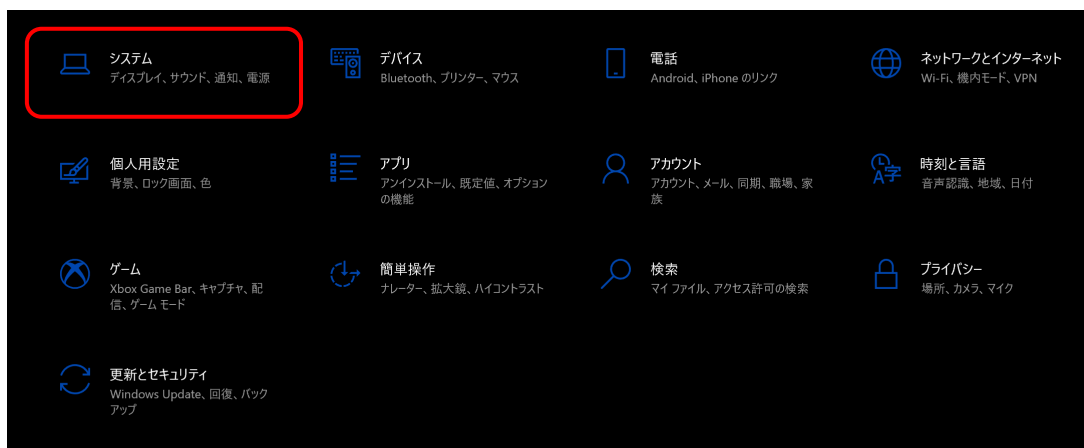 システム
ディスプレイ、サウンド、通知、電源
デバイス
Bluetooth、プリンター、マウス
電話
Android、iPhone のリンク
ネットワークとインターネット
Wi-Fi、機内モード、VPN
個人用設定
背景、ロック画面、色
アプリ
アンインストール、既定値、オプション
の機能
アカウント
アカウント、メール、同期、職場、家
族
時刻と言語
音声認識、地域、日付
ゲーム
Xbox Game Bar、キャプチャ、配
信、ゲーム モード
簡単操作
ナレーター、拡大鏡、ハイコントラスト
検索
マイ ファイル、アクセス許可の検索
プライバシー
場所、カメラ、マイク
更新とセキュリティ
Windows Update、回復、バック
アップ